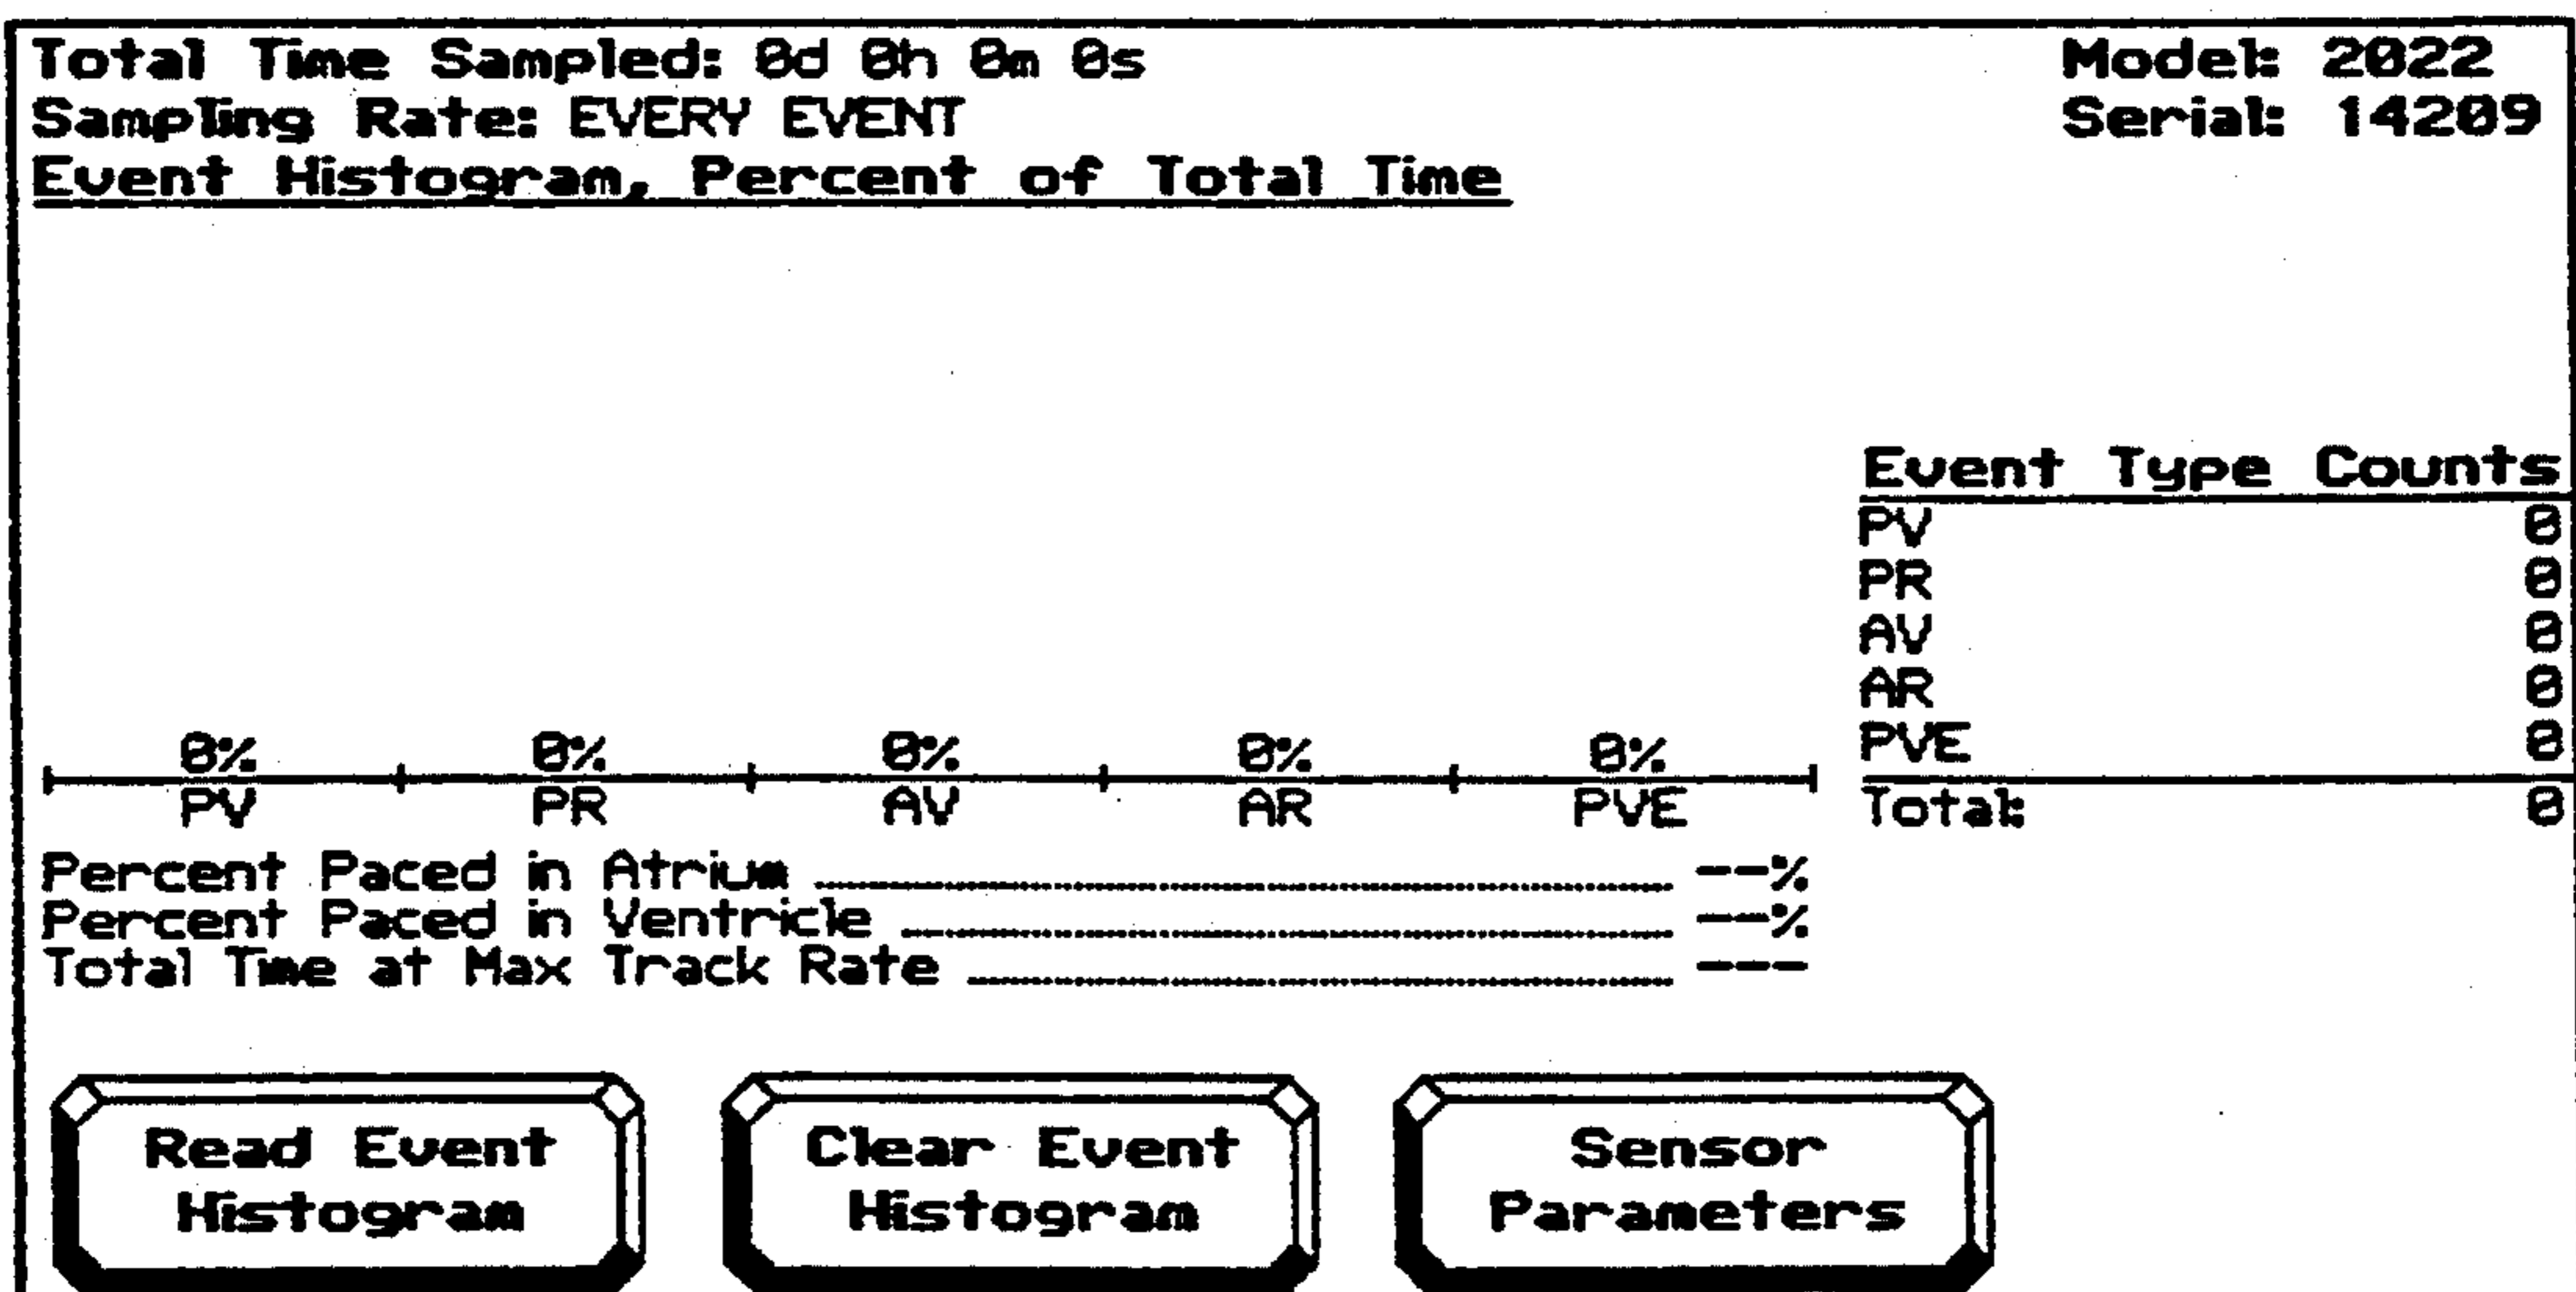 Total Time Sampled: 0d 0h 0m 0s
Model: 2022
Sampling Rate: EVERY EVENT
Serial: 14209
Event Histogram, Percent of Total Time
Event Type Counts
PV 0
PR 0
AV 0
AR 0
PVE 0
Total: 0
0% 0% 0% 0% 0%
PV PR AV AR PVE
Percent Paced in Atrium --%
Percent Paced in Ventricle --%
Total Time at Max Track Rate ---
Read Event
Histogram
Clear Event
Histogram
Sensor
Parameters